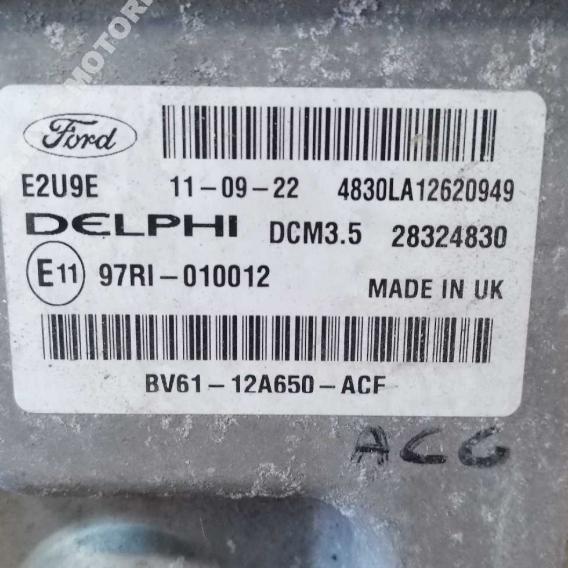 MOTOR
Ford
E2U9E 11-09-22 4830LA12620949
DELPHI DCM3.5 28324830
E11 97RI-010012 MADE IN UK
BV61-12A650-ACF
ACG